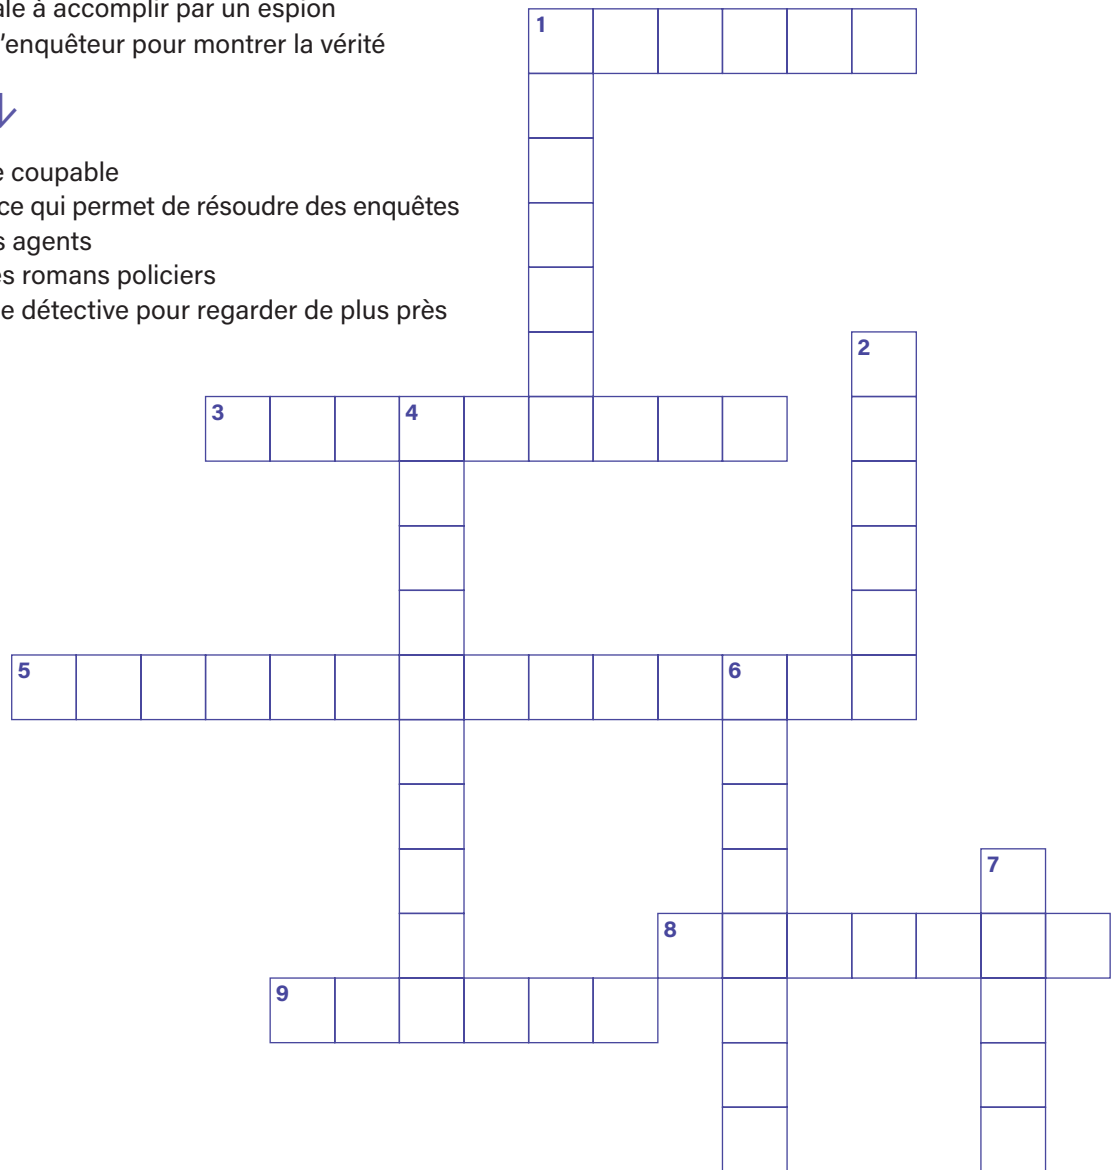 ale à accomplir par un espion
'enquêteur pour montrer la vérité
e coupable
ce qui permet de résoudre des enquêtes
s agents
es romans policiers
e détective pour regarder de plus près
1
2
3 4
5 6
7
8
9